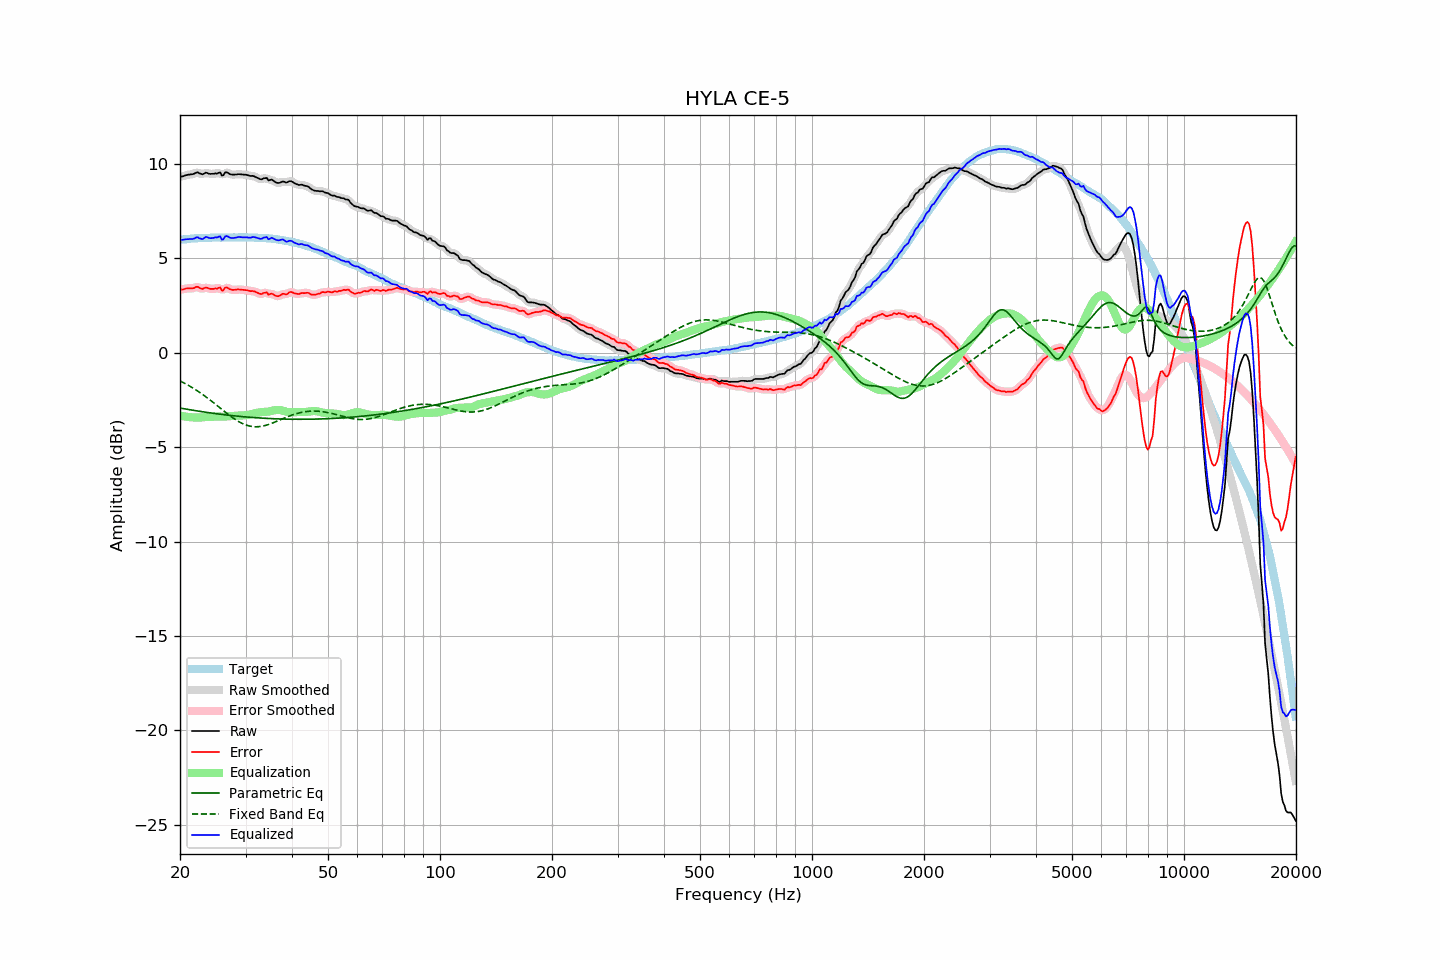 HYLA CE-5
Amplitude (dBr)
10
5
0
−5
−10
−15
−20
−25
Target
Raw Smoothed
Error Smoothed
Raw
Error
Equalization
Parametric Eq
Fixed Band Eq
Equalized
20 50 100 200 500 1000 2000 5000 10000 20000
Frequency (Hz)